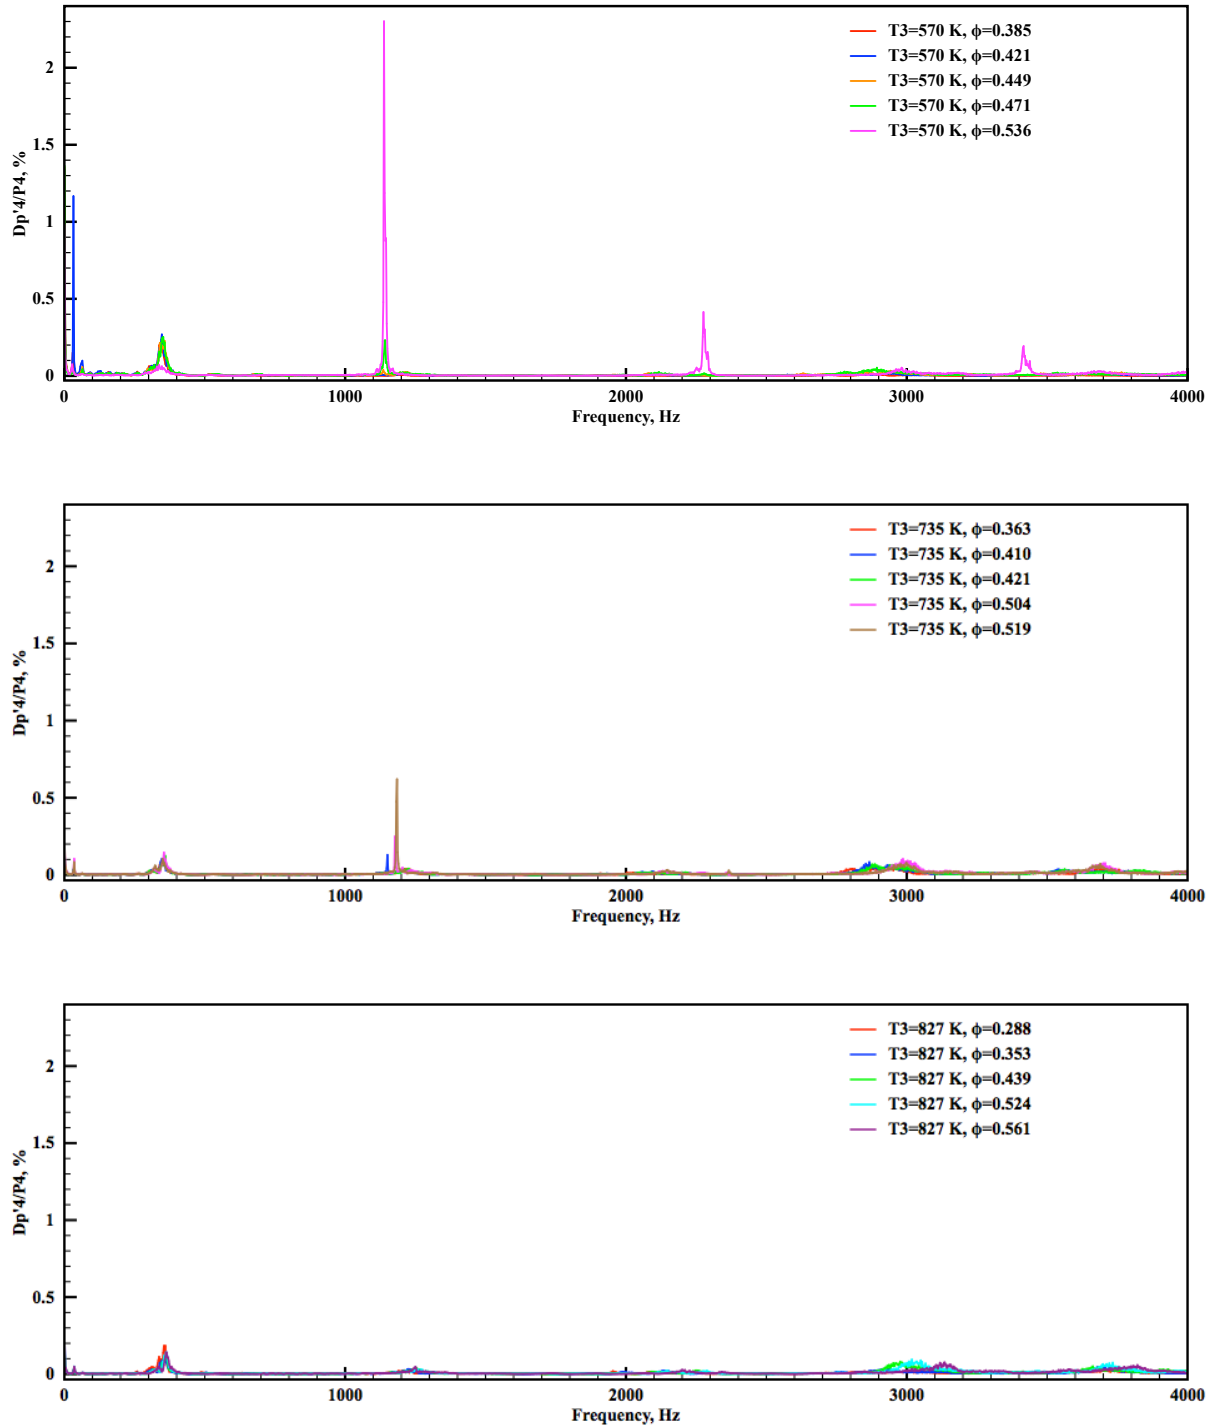 T3=570 K, ϕ=0.385
T3=570 K, ϕ=0.421
T3=570 K, ϕ=0.449
T3=570 K, ϕ=0.471
T3=570 K, ϕ=0.536
Dp'4/P4, %
2
1.5
1
0.5
0
0 1000 2000 3000 4000
Frequency, Hz
T3=735 K, ϕ=0.363
T3=735 K, ϕ=0.410
T3=735 K, ϕ=0.421
T3=735 K, ϕ=0.504
T3=735 K, ϕ=0.519
Dp'4/P4, %
2
1.5
1
0.5
0
0 1000 2000 3000 4000
Frequency, Hz
T3=827 K, ϕ=0.288
T3=827 K, ϕ=0.353
T3=827 K, ϕ=0.439
T3=827 K, ϕ=0.524
T3=827 K, ϕ=0.561
Dp'4/P4, %
2
1.5
1
0.5
0
0 1000 2000 3000 4000
Frequency, Hz